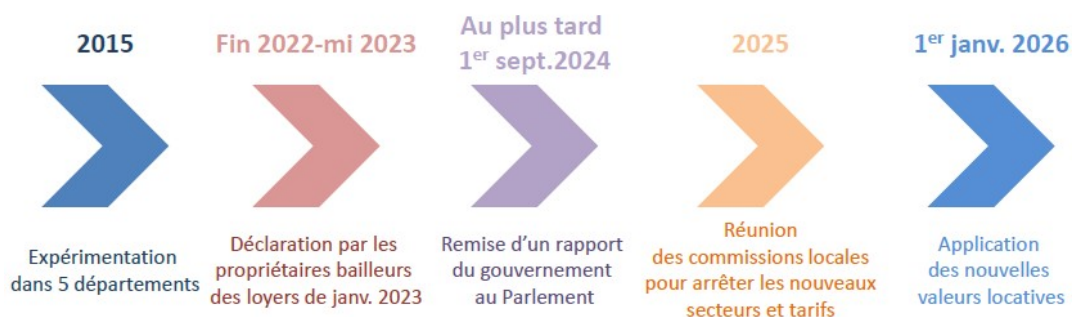 2015
Expérimentation
dans 5 départements
Fin 2022-mi 2023
Déclaration par les
propriétaires bailleurs
des loyers de janv. 2023
Au plus tard
1er sept.2024
Remise d'un rapport
du gouvernement
au Parlement
2025
Réunion
des commissions locales
pour arrêter les nouveaux
secteurs et tarifs
1er janv. 2026
Application
des nouvelles
valeurs locatives